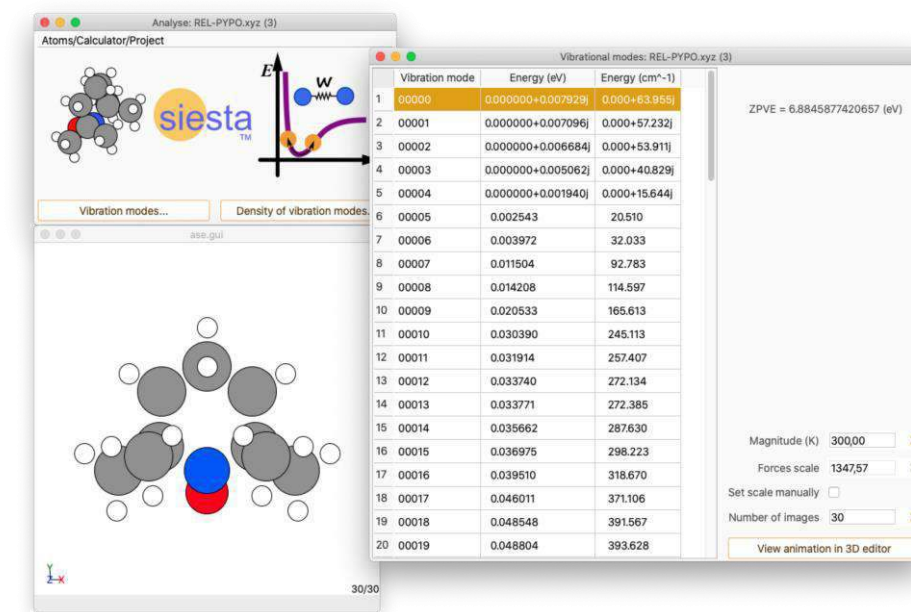 Analyse: REL-PYPO.xyz (3)
Atoms/Calculator/Project
siesta
TM
E
W
Vibration modes...
Density of vibration modes.
ase.gui
Y
Z X
30/30
Vibrational modes: REL-PYPO.xyz (3)
Vibration mode Energy (eV) Energy (cm^-1)
1 00000 0.000000+0.007929j 0.000+63.955j
2 00001 0.000000+0.007096j 0.000+57.232j
3 00002 0.000000+0.006684j 0.000+53.911j
4 00003 0.000000+0.005062j 0.000+40.829j
5 00004 0.000000+0.001940j 0.000+15.644j
6 00005 0.002543 20.510
7 00006 0.003972 32.033
8 00007 0.011504 92.783
9 00008 0.014208 114.597
10 00009 0.020533 165.613
11 00010 0.030390 245.113
12 00011 0.031914 257.407
13 00012 0.033740 272.134
14 00013 0.033771 272.385
15 00014 0.035662 287.630
16 00015 0.036975 298.223
17 00016 0.039510 318.670
18 00017 0.046011 371.106
19 00018 0.048548 391.567
20 00019 0.048804 393.628
ZPVE = 6.8845877420657 (eV)
Magnitude (K) 300,00
Forces scale 1347,57
Set scale manually
Number of images 30
View animation in 3D editor